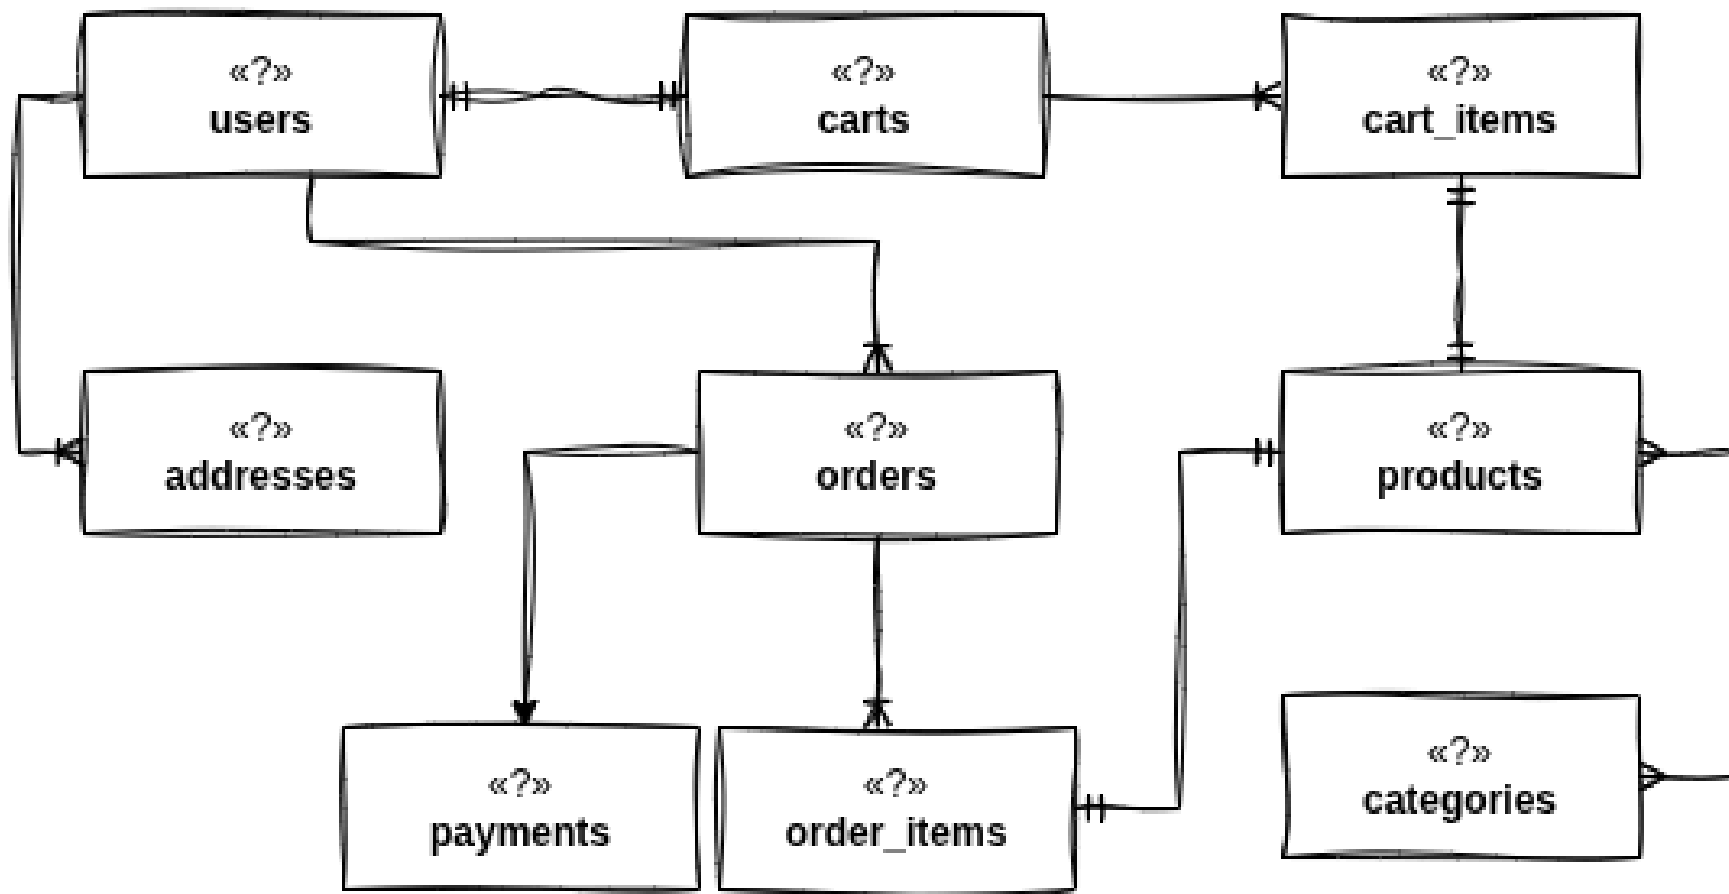 «?»
users
«?»
carts
«?»
cart_items
«?»
addresses
«?»
orders
«?»
products
«?»
payments
«?»
order_items
«?»
categories